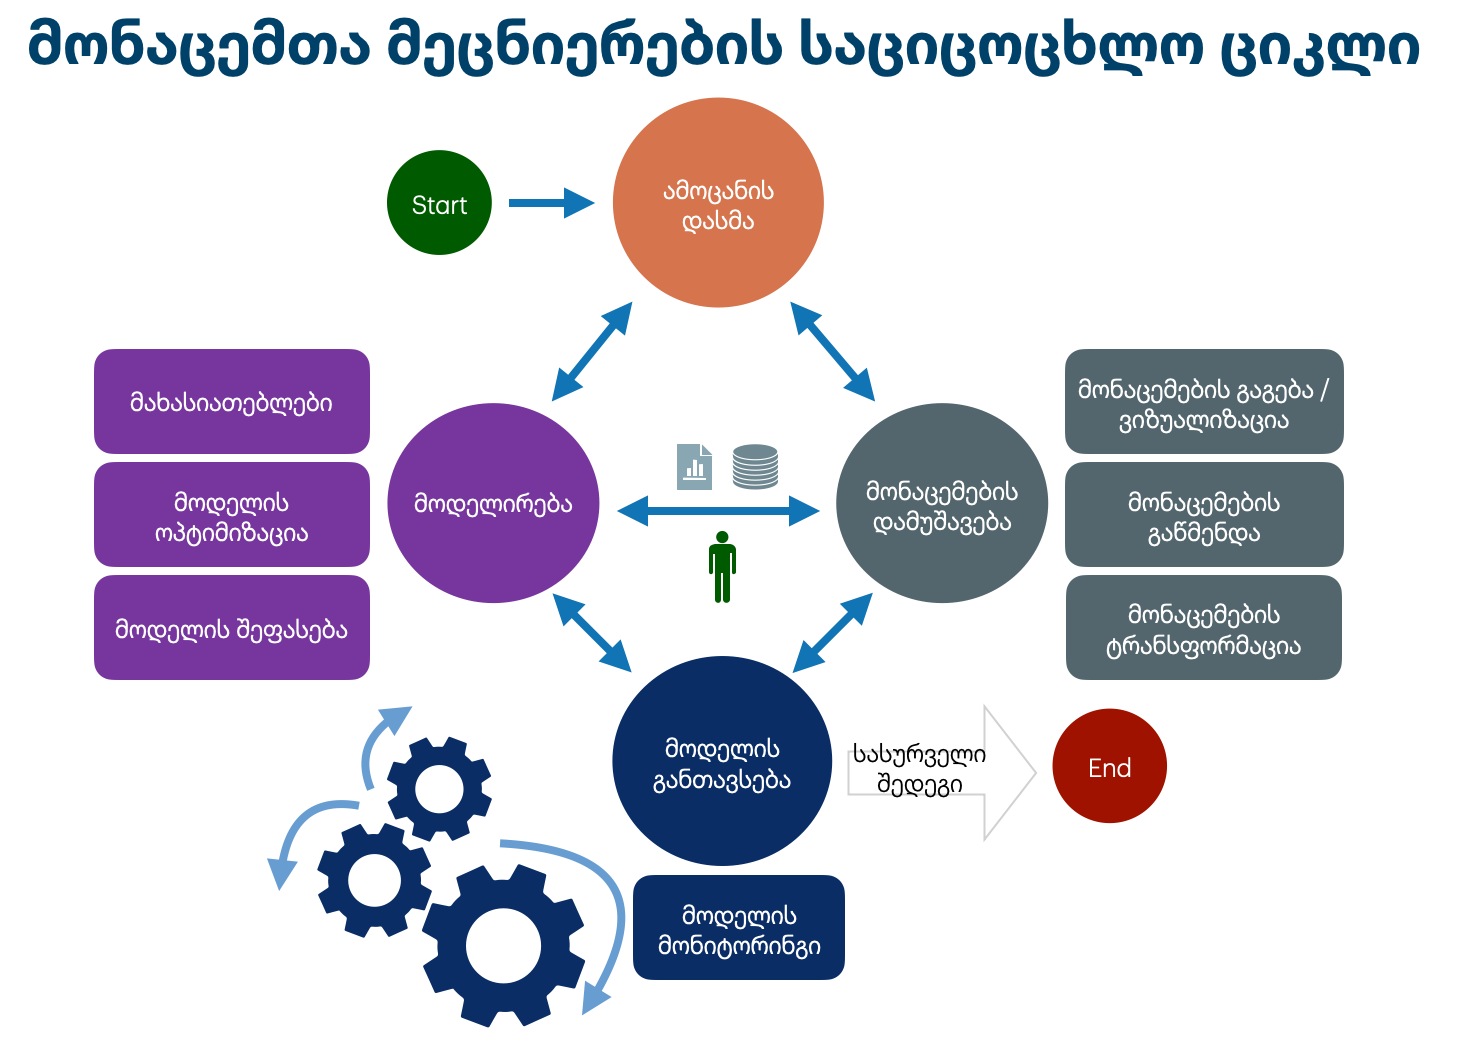 მონაცემთა მეცნიერების საციცოცხლო ციკლი
Start
ამოცანის
დასმა
მახასიათებლები
მოდელის
ოპტიმიზაცია
მოდელის შეფასება
მოდელირება
მონაცემების
დამუშავება
მონაცემების გაგება /
ვიზუალიზაცია
მონაცემების
გაწმენდა
მონაცემების
ტრანსფორმაცია
მოდელის
განთავსება
სასურველი
შედეგი
End
მოდელის
მონიტორინგი